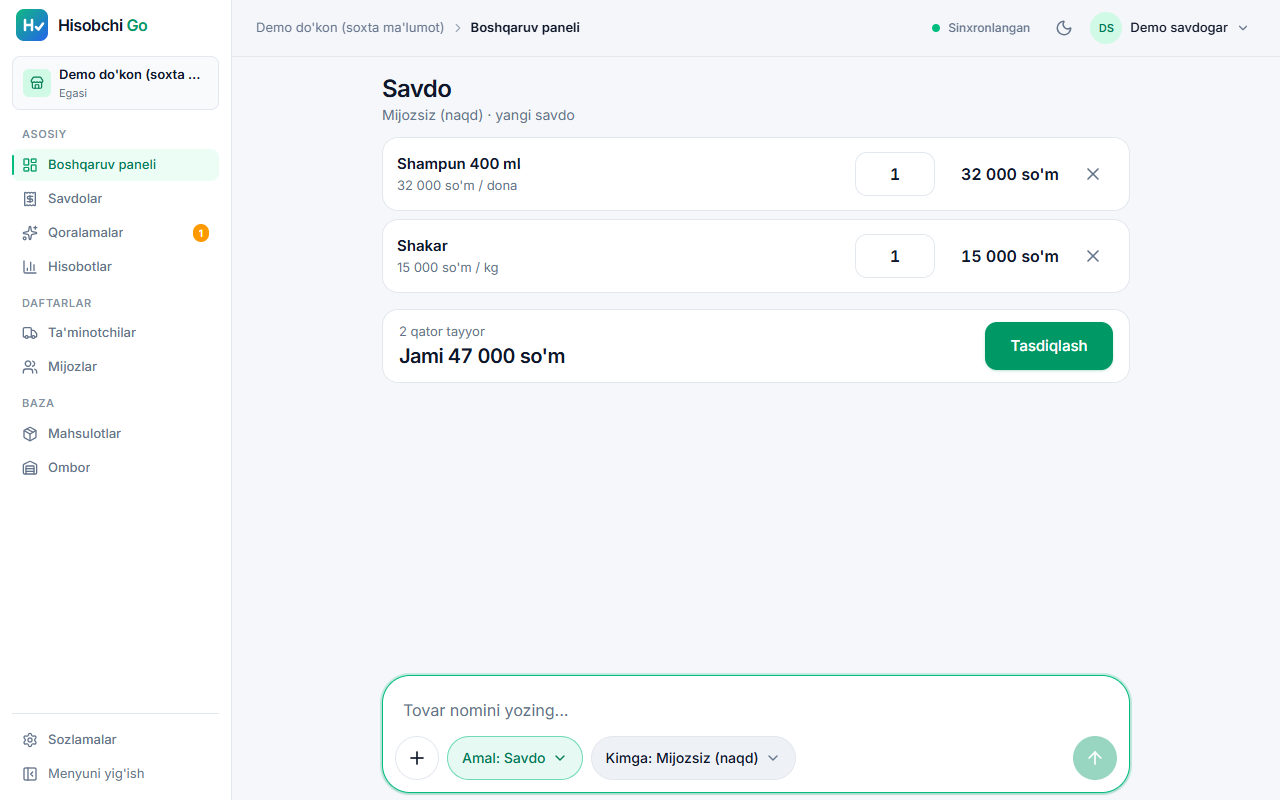 Hisobchi Go
Demo do'kon (soxta ...
Egasi
ASOSIY
Boshqaruv paneli
Savdolar
Qoralamalar
1
Hisobotlar
DAFTARLAR
Ta'minotchilar
Mijozlar
BAZA
Mahsulotlar
Ombor
Sozlamalar
Menyuni yig'ish
Demo do'kon (soxta ma'lumot) > Boshqaruv paneli
Sinxronlangan
DS
Demo savdogar
Savdo
Mijozsiz (naqd) · yangi savdo
Shampun 400 ml
32 000 so'm / dona
1
32 000 so'm
Shakar
15 000 so'm / kg
1
15 000 so'm
2 qator tayyor
Jami 47 000 so'm
Tasdiqlash
Tovar nomini yozing...
Amal: Savdo
Kimga: Mijozsiz (naqd)